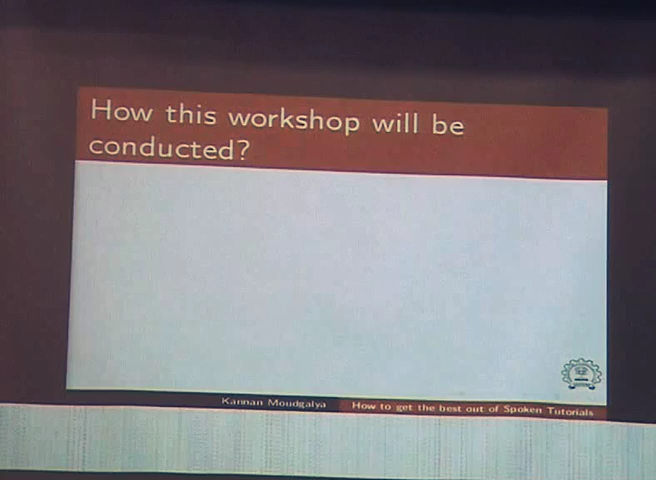 How this workshop will be
conducted?
Kannan Moudgalya
How to get the best out of Spoken Tutorials